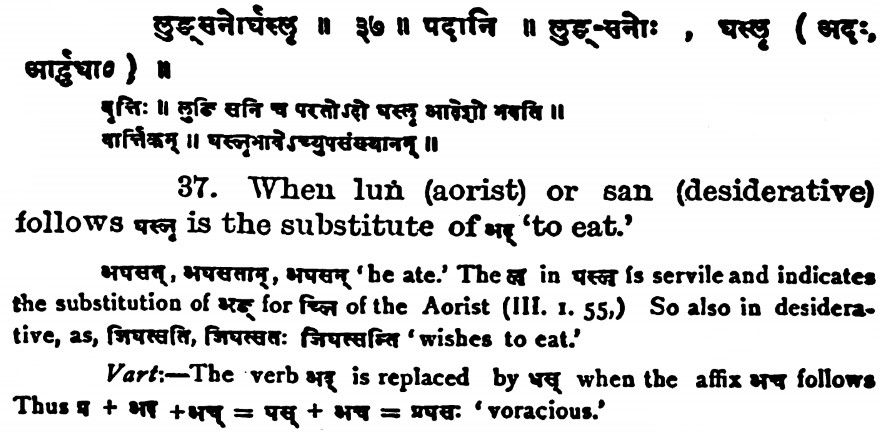 लुङ्सनोर्घस्लृ ॥ ३७ ॥ पदानि ॥ लुङ्-सनोः , घस्लृ ( अदः,
आर्द्धधा० ) ॥
वृत्तिः ॥ लुङि सनि च परतोऽदो घस्लृ आदेशो भवति ॥
वार्त्तिकम् ॥ घस्लृभावेऽच्युपसंख्यानम् ॥
37. When luṅ (aorist) or san (desiderative)
follows घस्लृ is the substitute of अद् 'to eat.'
अघसत्, अघसताम्, अघसन् 'he ate.' The लृ in घस्लृ is servile and indicates
the substitution of अङ् for च्लि of the Aorist (III. 1. 55,) So also in desidera-
tive, as, जिघत्सति, जिघत्सतः जिघत्सन्ति 'wishes to eat.'
Vart:—The verb अद् is replaced by घस् when the affix अच follows
Thus प्र + अद +अच् = घस् + अच = प्रघसः 'voracious.'